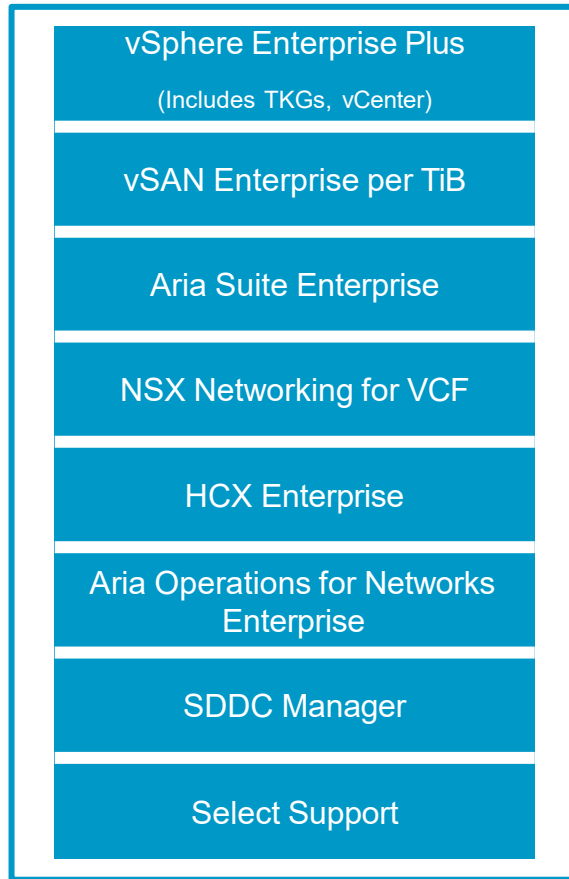 vSphere Enterprise Plus
(Includes TKGs, vCenter)
vSAN Enterprise per TiB
Aria Suite Enterprise
NSX Networking for VCF
HCX Enterprise
Aria Operations for Networks
Enterprise
SDDC Manager
Select Support